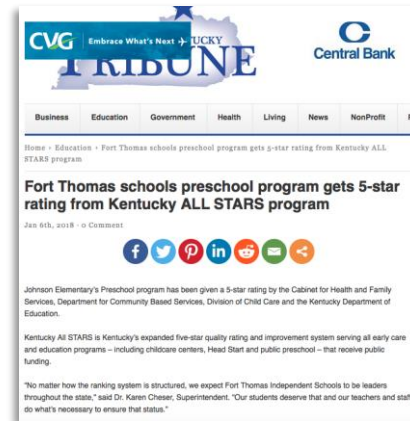 CVG Embrace What's Next UCKY
TRIBUNE
Central Bank
Business Education Government Health Living News NonProfit
Home › Education › Fort Thomas schools preschool program gets 5-star rating from Kentucky ALL
STARS program
Fort Thomas schools preschool program gets 5-star
rating from Kentucky ALL STARS program
Jan 6th, 2018 · 0 Comment
Johnson Elementary's Preschool program has been given a 5-star rating by the Cabinet for Health and Family
Services, Department for Community Based Services, Division of Child Care and the Kentucky Department of
Education.
Kentucky All STARS is Kentucky's expanded five-star quality rating and improvement system serving all early care
and education programs – including childcare centers, Head Start and public preschool – that receive public
funding.
"No matter how the ranking system is structured, we expect Fort Thomas Independent Schools to be leaders
throughout the state," said Dr. Karen Cheser, Superintendent. "Our students deserve that and our teachers and staff
do what's necessary to ensure that status."